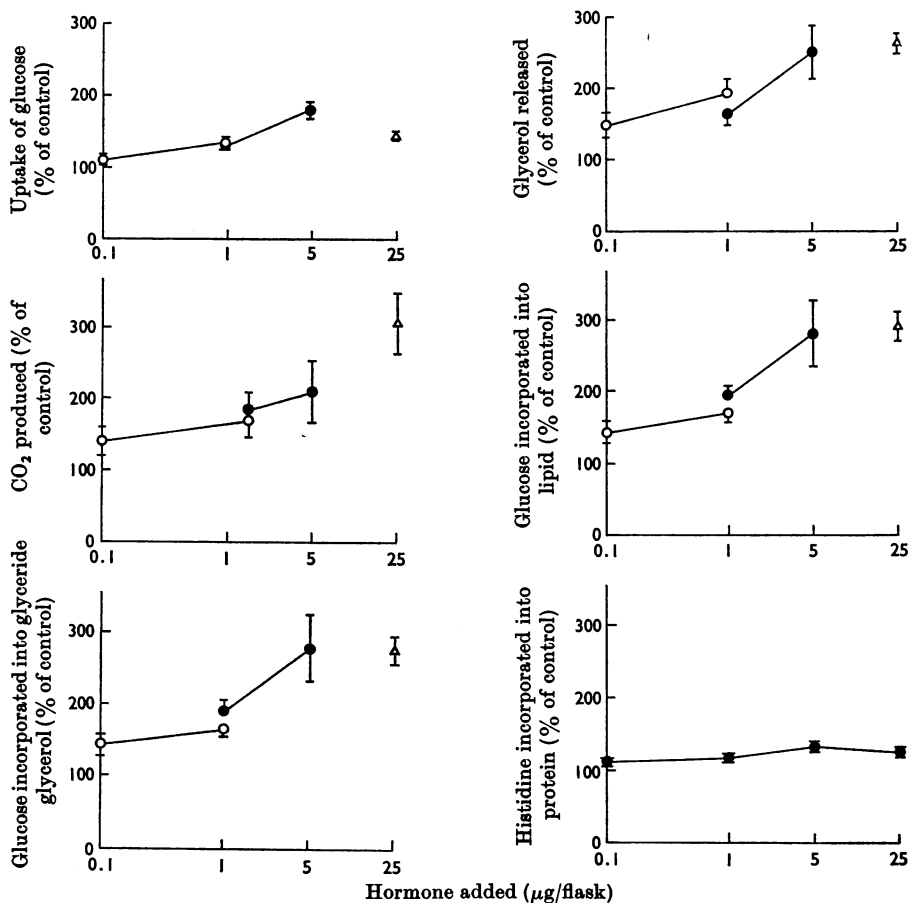 Uptake of glucose
(% of control)
300
200
100
0
0.1 1 5 25
Glycerol released
(% of control)
300
200
100
0
0.1 1 5 25
CO₂ produced (% of
control)
300
200
100
0
0.1 1 5 25
Glucose incorporated into
lipid (% of control)
300
200
100
0
0.1 1 5 25
Glucose incorporated into glyceride
glycerol (% of control)
300
200
100
0
0.1 1 5 25
Histidine incorporated into
protein (% of control)
300
200
100
0
0.1 1 5 25
Hormone added (μg/flask)